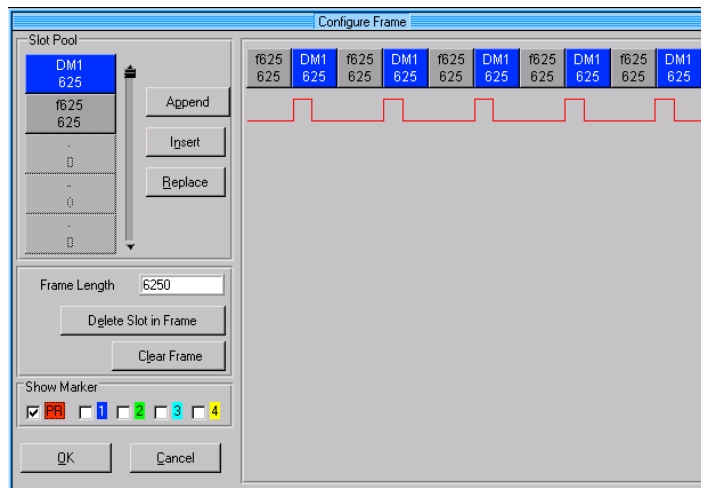 Configure Frame
Slot Pool
DM1
625
f625
625
.
0
..
0
.
0
Append
Insert
Replace
Frame Length 6250
Delete Slot in Frame
Clear Frame
Show Marker
PR 1 2 3 4
OK Cancel
f625 DM1 f625 DM1 f625 DM1 f625 DM1 f625 DM1
625 625 625 625 625 625 625 625 625 625